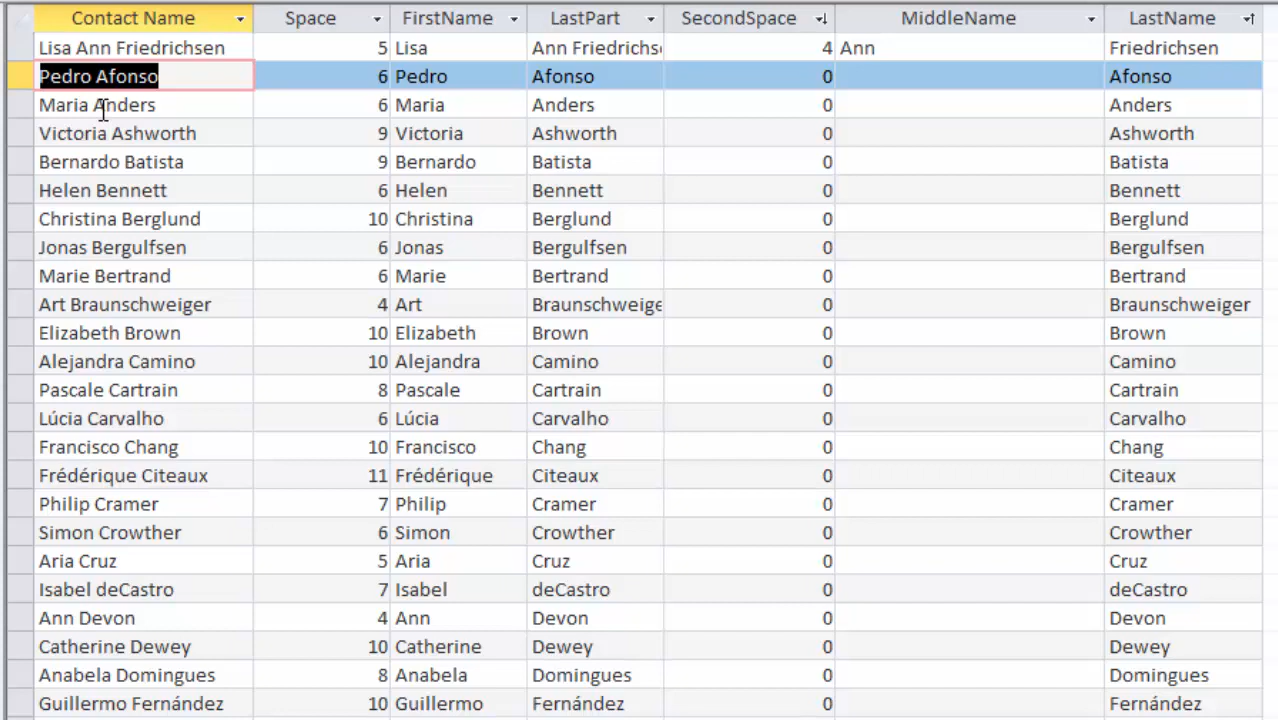 Contact Name Space FirstName LastPart SecondSpace MiddleName LastName
Lisa Ann Friedrichsen 5 Lisa Ann Friedrichs 4 Ann Friedrichsen
Pedro Afonso 6 Pedro Afonso 0 Afonso
Maria Anders 6 Maria Anders 0 Anders
Victoria Ashworth 9 Victoria Ashworth 0 Ashworth
Bernardo Batista 9 Bernardo Batista 0 Batista
Helen Bennett 6 Helen Bennett 0 Bennett
Christina Berglund 10 Christina Berglund 0 Berglund
Jonas Bergulfsen 6 Jonas Bergulfsen 0 Bergulfsen
Marie Bertrand 6 Marie Bertrand 0 Bertrand
Art Braunschweiger 4 Art Braunschweige 0 Braunschweiger
Elizabeth Brown 10 Elizabeth Brown 0 Brown
Alejandra Camino 10 Alejandra Camino 0 Camino
Pascale Cartrain 8 Pascale Cartrain 0 Cartrain
Lúcia Carvalho 6 Lúcia Carvalho 0 Carvalho
Francisco Chang 10 Francisco Chang 0 Chang
Frédérique Citeaux 11 Frédérique Citeaux 0 Citeaux
Philip Cramer 7 Philip Cramer 0 Cramer
Simon Crowther 6 Simon Crowther 0 Crowther
Aria Cruz 5 Aria Cruz 0 Cruz
Isabel deCastro 7 Isabel deCastro 0 deCastro
Ann Devon 4 Ann Devon 0 Devon
Catherine Dewey 10 Catherine Dewey 0 Dewey
Anabela Domingues 8 Anabela Domingues 0 Domingues
Guillermo Fernández 10 Guillermo Fernández 0 Fernández